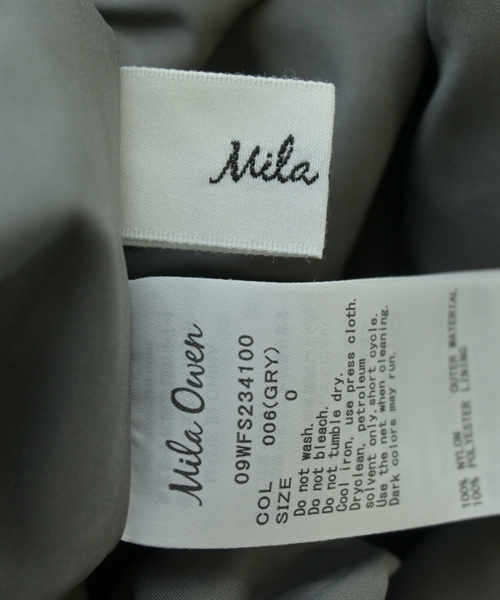 Mila
Mila Owen
09WFS234100
COL 006(GRY)
SIZE 0
Do not wash.
Do not bleach.
Do not tumble dry.
Cool iron, use press cloth.
Dryclean, petroleum
solvent only.short cycle.
Use the net when cleaning.
Dark colors may run.
100% NYLON OUTER MATERIAL
100% POLYESTER LINING